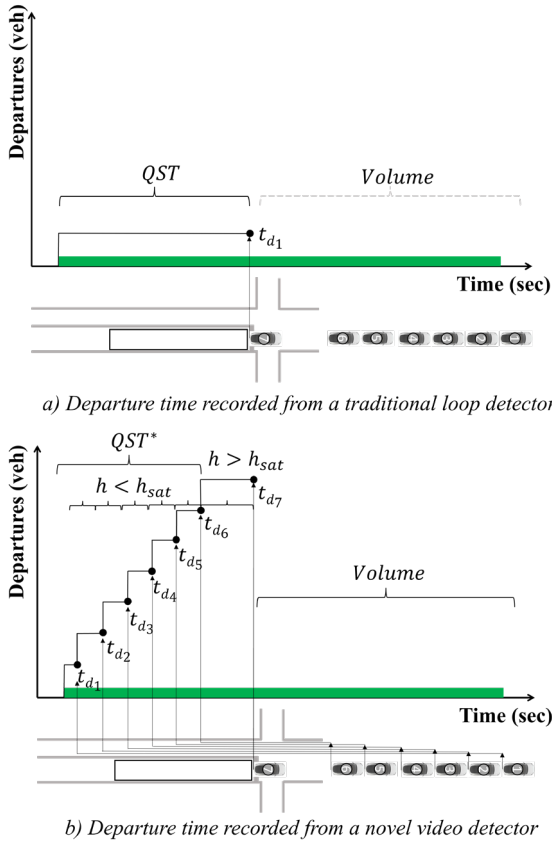 Departures (veh)
QST
Volume
t_{d_1}
Time (sec)
a) Departure time recorded from a traditional loop detector
Departures (veh)
QST*
h > h_{sat}
h < h_{sat}
t_{d_7}
t_{d_6}
t_{d_5}
t_{d_4}
t_{d_3}
t_{d_2}
t_{d_1}
Volume
Time (sec)
b) Departure time recorded from a novel video detector